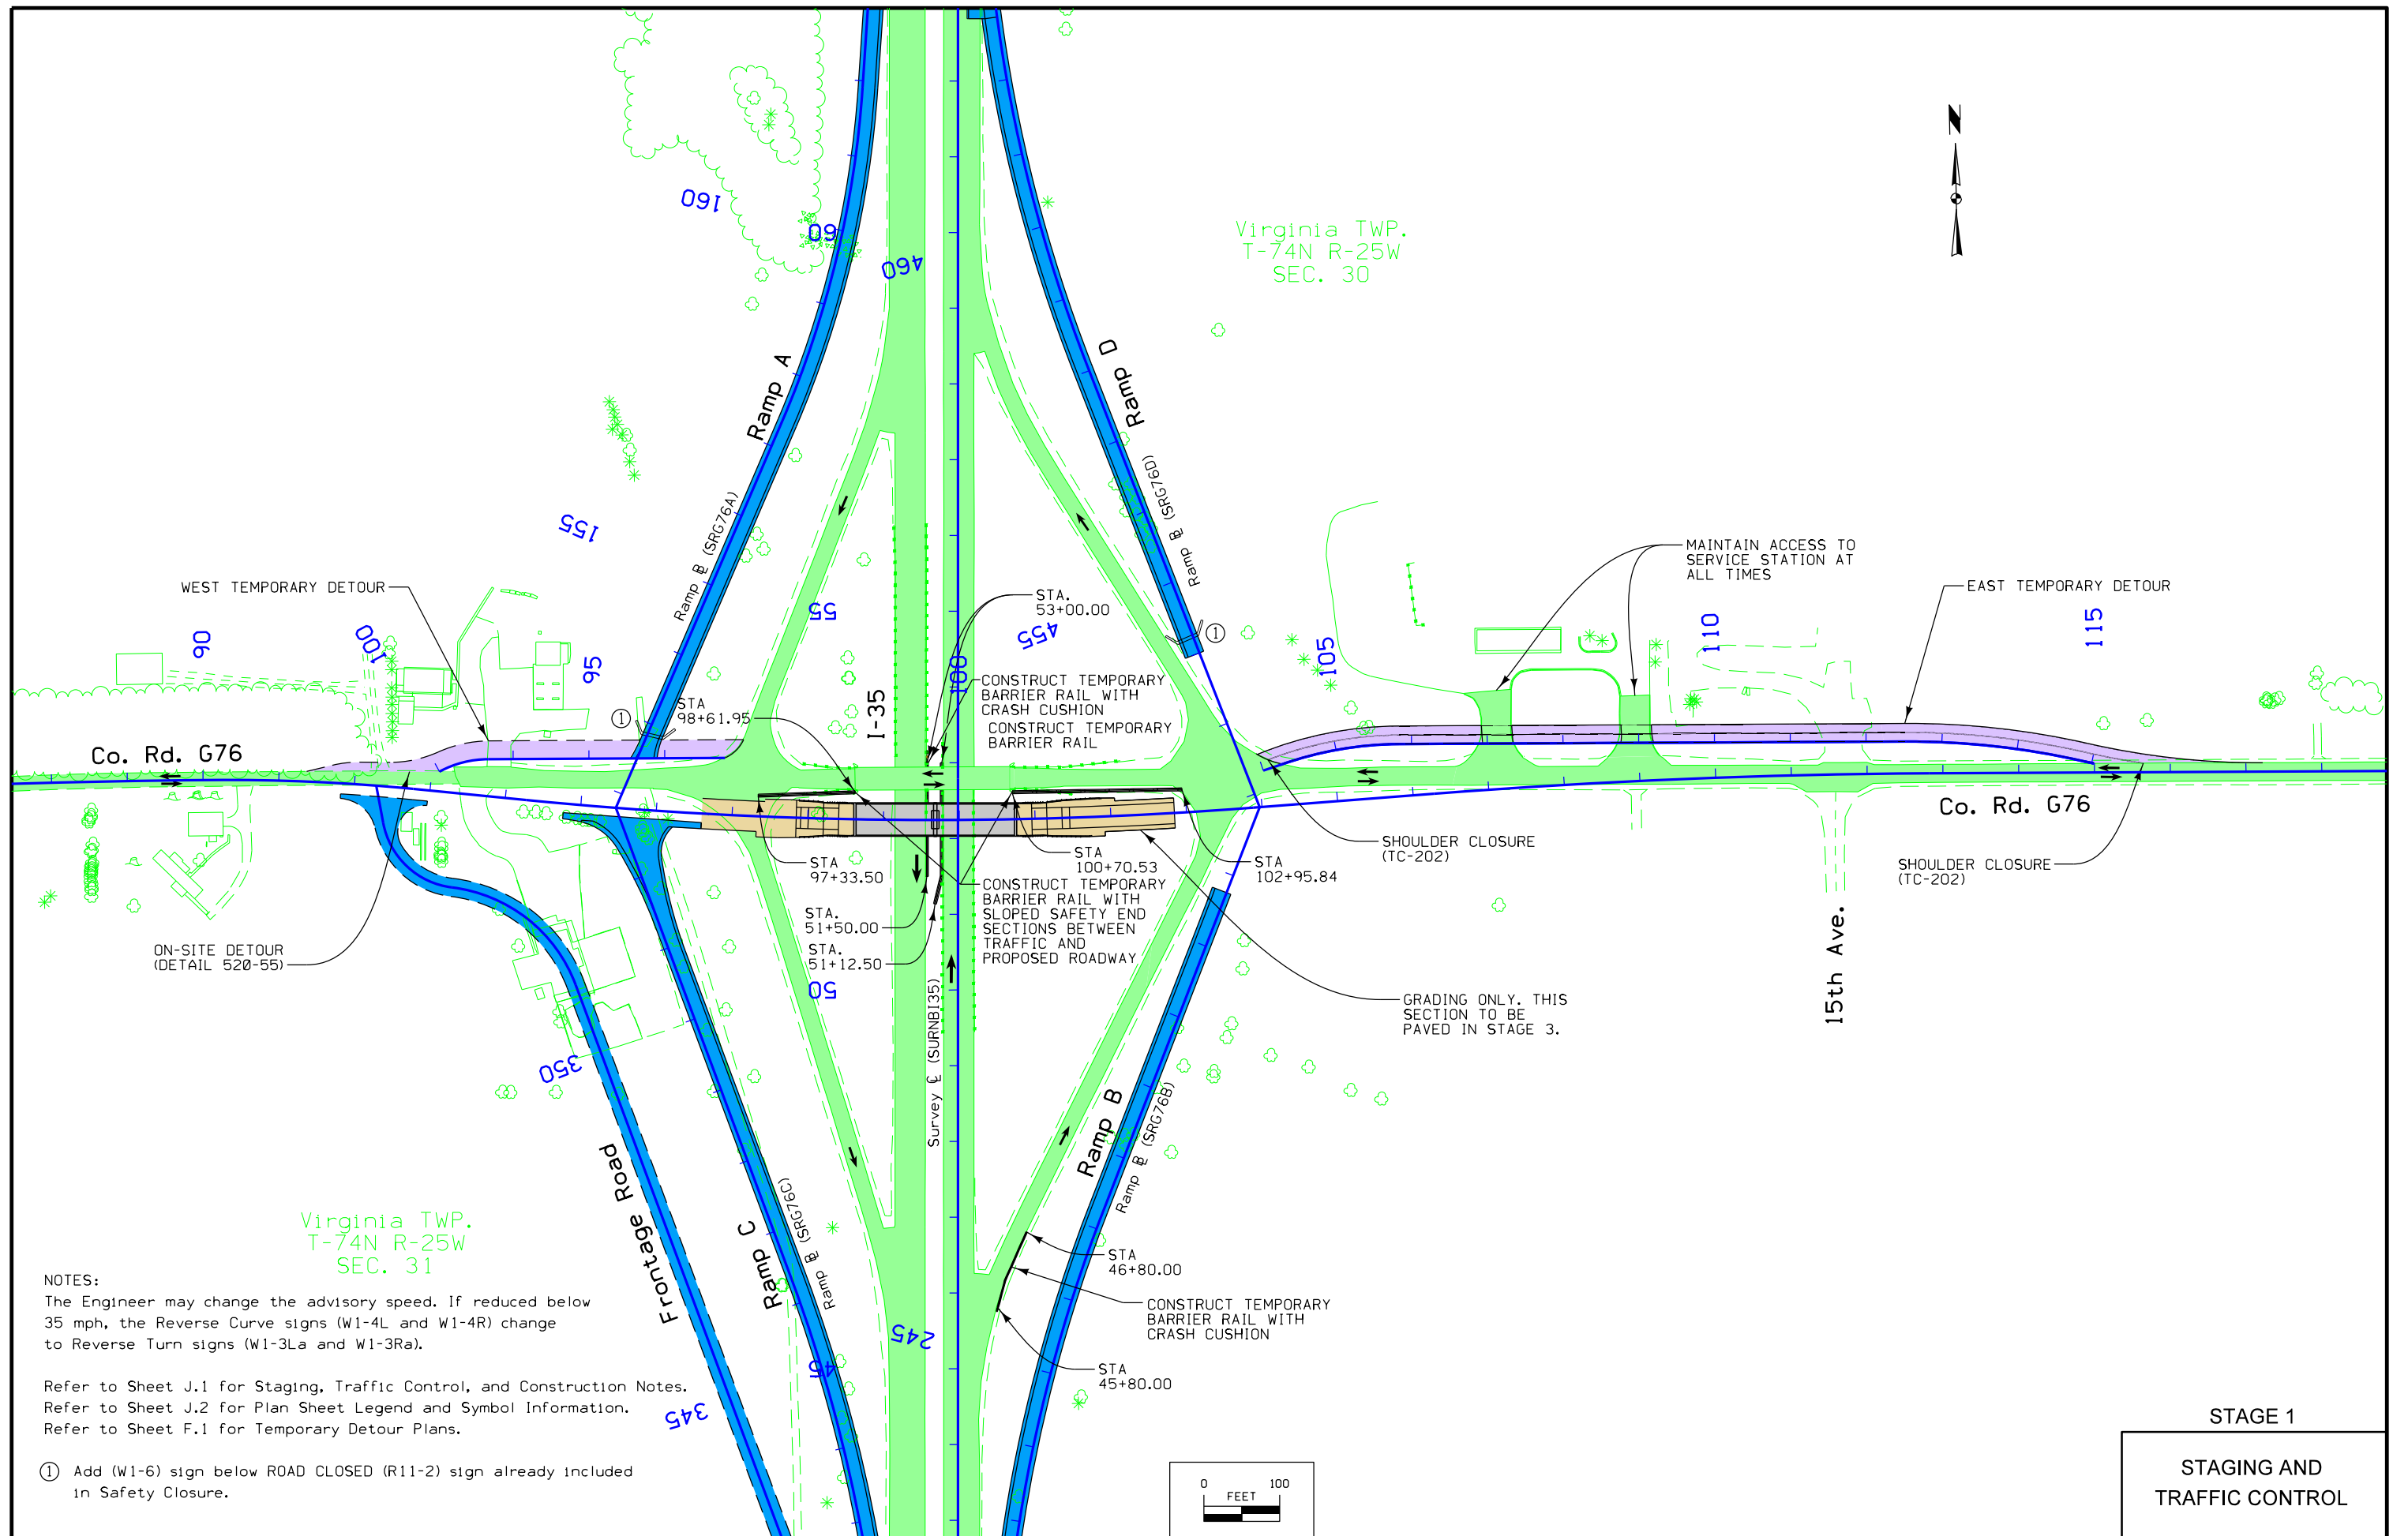 N
160
60
460
Virginia TWP.
T-74N R-25W
SEC. 30
Ramp A
Ramp D
Ramp ℄ (SRG76A)
Ramp ℄ (SRG76D)
155
55
455
STA.
53+00.00
MAINTAIN ACCESS TO
SERVICE STATION AT
ALL TIMES
WEST TEMPORARY DETOUR
EAST TEMPORARY DETOUR
90
100
95
100
105
110
115
1
1
STA
98+61.95
I-35
CONSTRUCT TEMPORARY
BARRIER RAIL WITH
CRASH CUSHION
CONSTRUCT TEMPORARY
BARRIER RAIL
Co. Rd. G76
Co. Rd. G76
STA
97+33.50
STA
100+70.53
STA
102+95.84
SHOULDER CLOSURE
(TC-202)
SHOULDER CLOSURE
(TC-202)
STA.
51+50.00
STA.
51+12.50
50
CONSTRUCT TEMPORARY
BARRIER RAIL WITH
SLOPED SAFETY END
SECTIONS BETWEEN
TRAFFIC AND
PROPOSED ROADWAY
ON-SITE DETOUR
(DETAIL 520-55)
GRADING ONLY. THIS
SECTION TO BE
PAVED IN STAGE 3.
15th Ave.
Survey ℄ (SURNBI35)
350
Frontage Road
Ramp C
Ramp ℄ (SRG76C)
Ramp B
Ramp ℄ (SRG76B)
Virginia TWP.
T-74N R-25W
SEC. 31
STA
46+80.00
CONSTRUCT TEMPORARY
BARRIER RAIL WITH
CRASH CUSHION
STA
45+80.00
245
345
NOTES:
The Engineer may change the advisory speed. If reduced below
35 mph, the Reverse Curve signs (W1-4L and W1-4R) change
to Reverse Turn signs (W1-3La and W1-3Ra).
Refer to Sheet J.1 for Staging, Traffic Control, and Construction Notes.
Refer to Sheet J.2 for Plan Sheet Legend and Symbol Information.
Refer to Sheet F.1 for Temporary Detour Plans.
1 Add (W1-6) sign below ROAD CLOSED (R11-2) sign already included
in Safety Closure.
0 100
FEET
STAGE 1
STAGING AND
TRAFFIC CONTROL